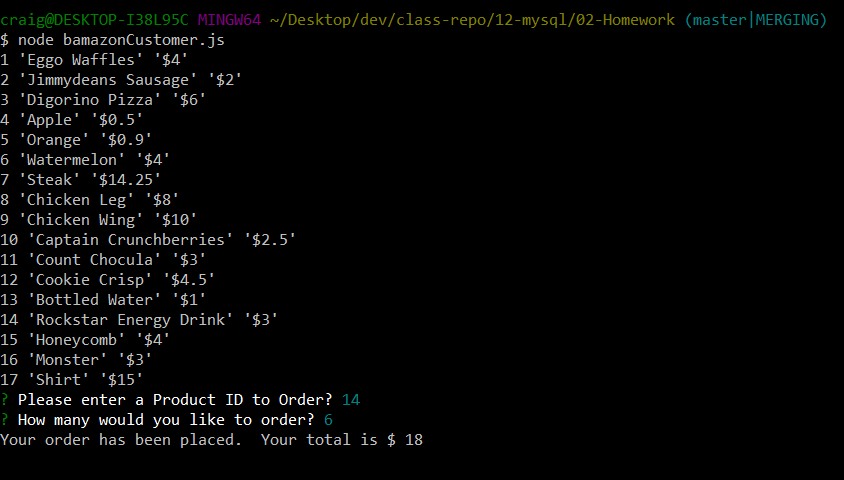 craig@DESKTOP-I38L95C MINGW64 ~/Desktop/dev/class-repo/12-mysql/02-Homework (master|MERGING)
$ node bamazonCustomer.js
1 'Eggo Waffles' '$4'
2 'Jimmydeans Sausage' '$2'
3 'Digorino Pizza' '$6'
4 'Apple' '$0.5'
5 'Orange' '$0.9'
6 'Watermelon' '$4'
7 'Steak' '$14.25'
8 'Chicken Leg' '$8'
9 'Chicken Wing' '$10'
10 'Captain Crunchberries' '$2.5'
11 'Count Chocula' '$3'
12 'Cookie Crisp' '$4.5'
13 'Bottled Water' '$1'
14 'Rockstar Energy Drink' '$3'
15 'Honeycomb' '$4'
16 'Monster' '$3'
17 'Shirt' '$15'
? Please enter a Product ID to Order? 14
? How many would you like to order? 6
Your order has been placed.  Your total is $ 18